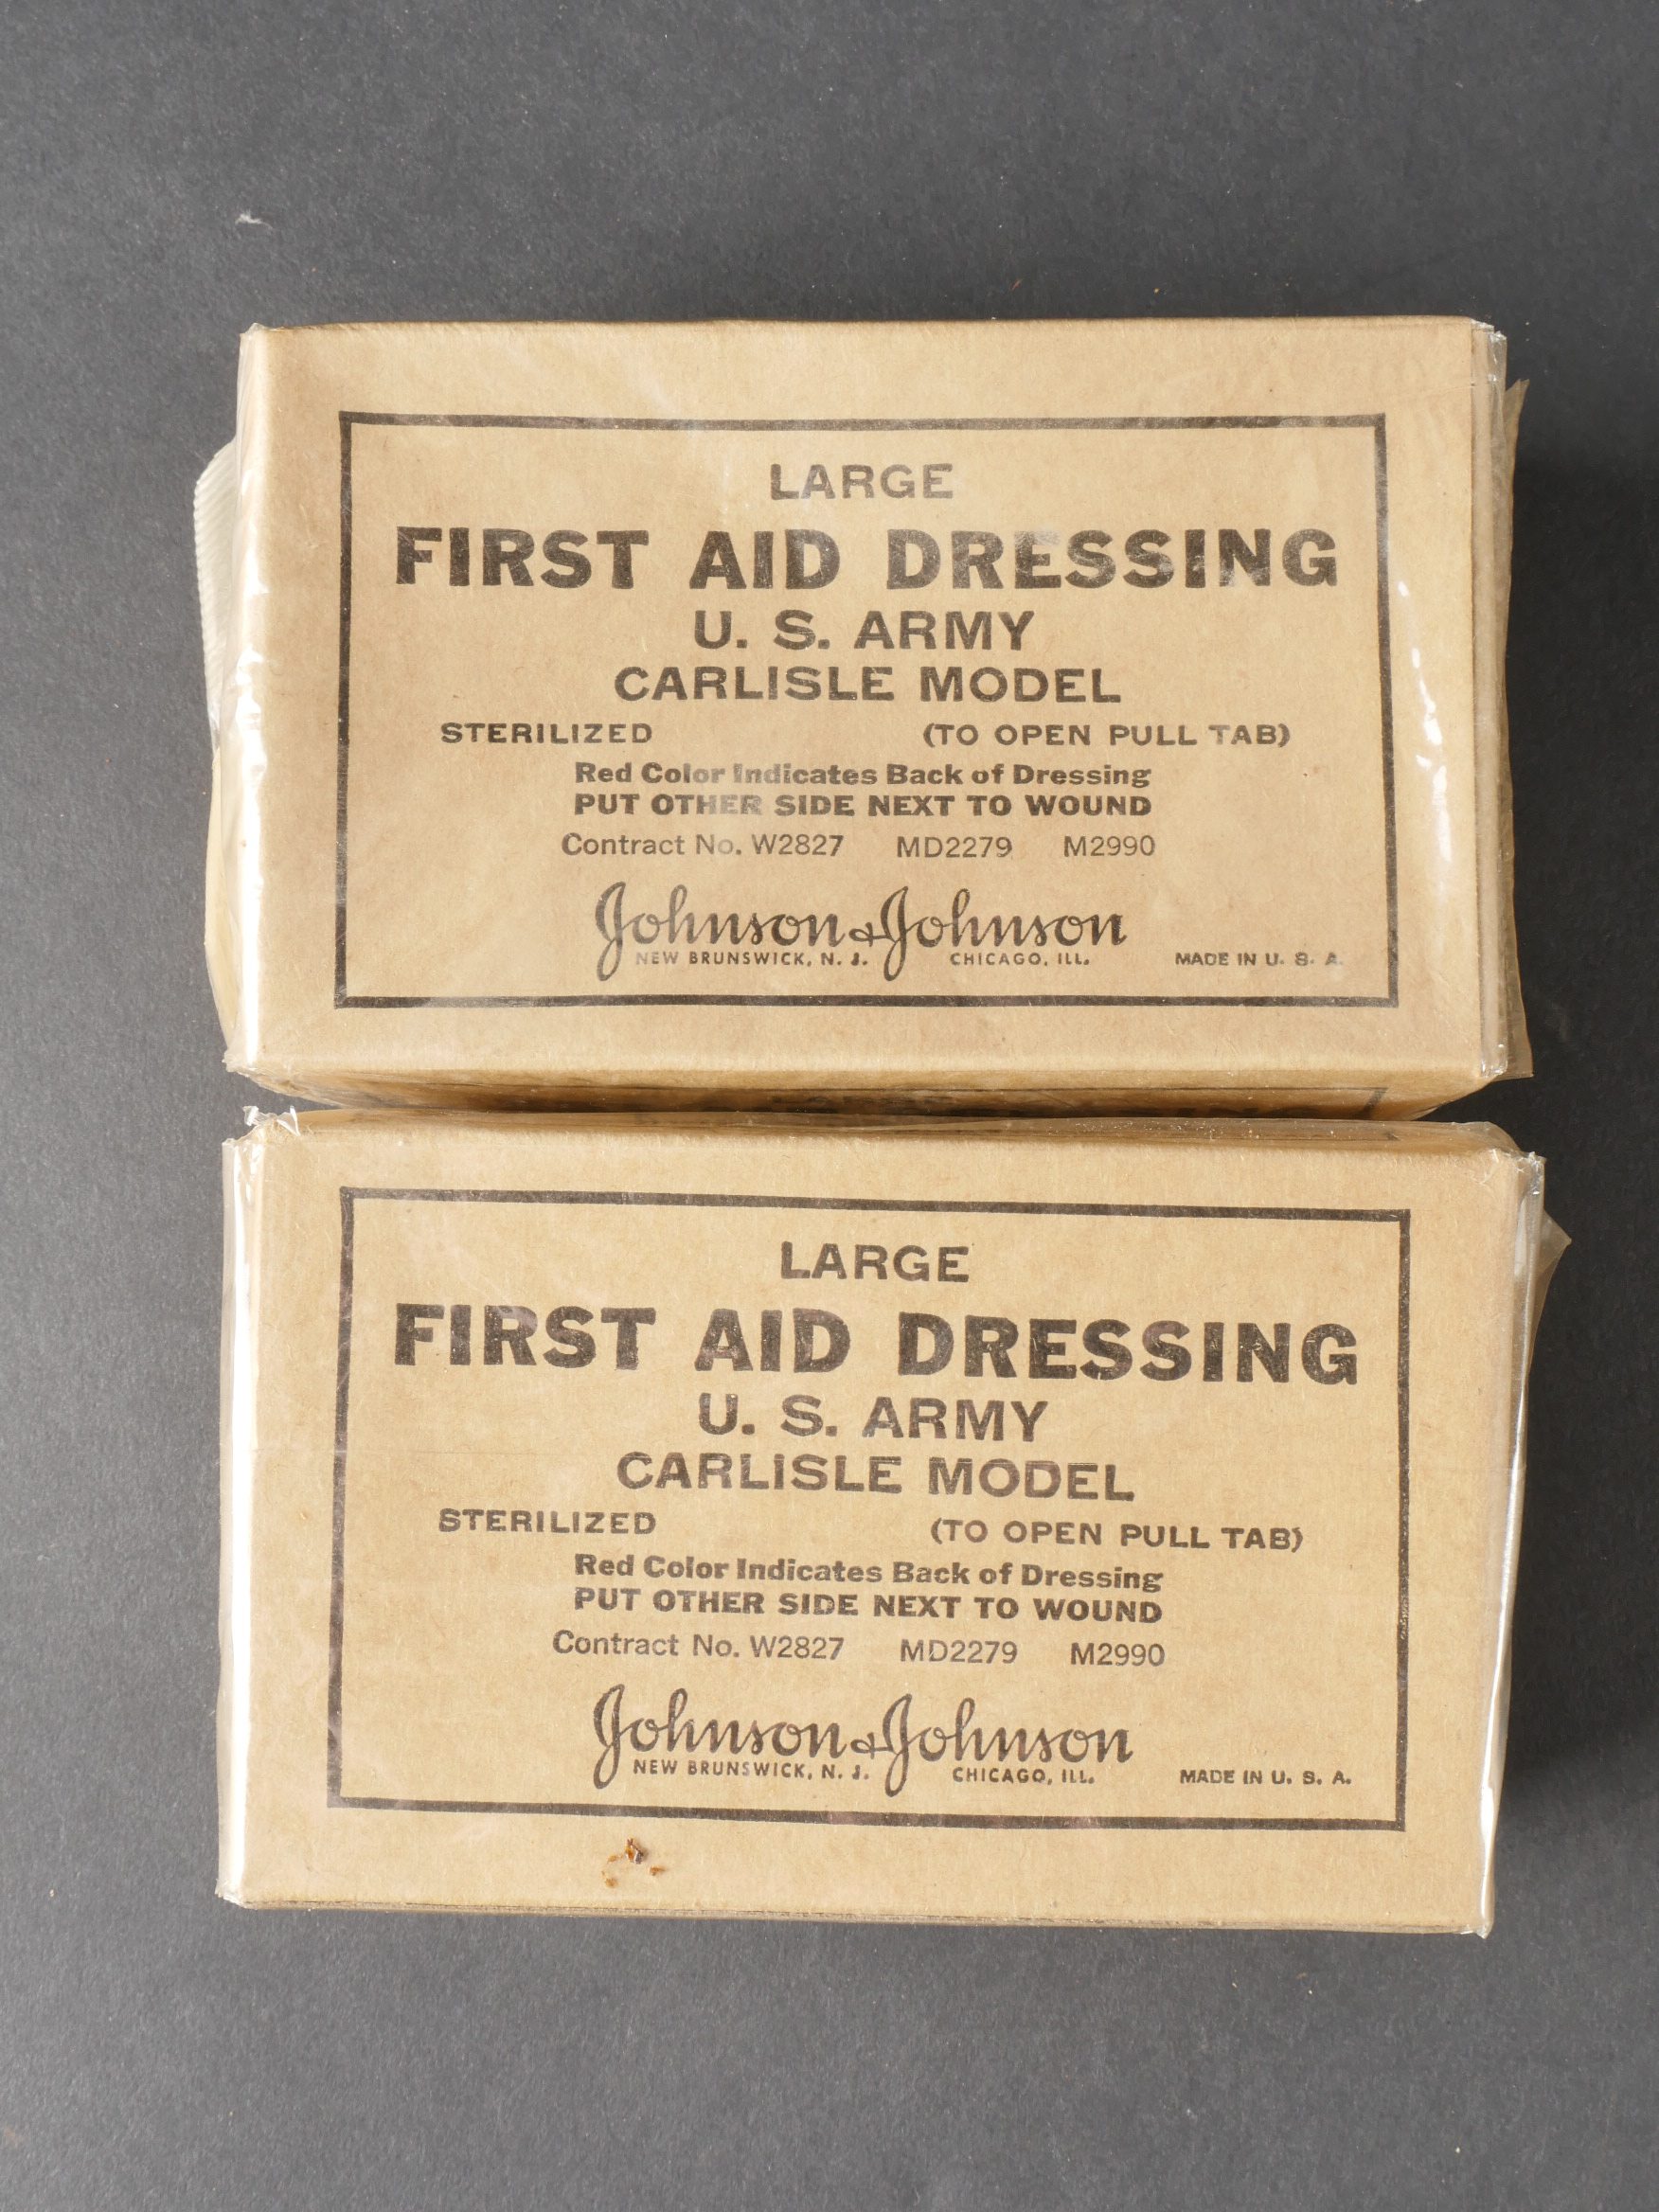 LARGE
FIRST AID DRESSING
U. S. ARMY
CARLISLE MODEL
STERILIZED (TO OPEN PULL TAB)
Red Color Indicates Back of Dressing
PUT OTHER SIDE NEXT TO WOUND
Contract No. W2827 MD2279 M2990
Johnson & Johnson
NEW BRUNSWICK, N. J. CHICAGO, ILL. MADE IN U. S. A.
LARGE
FIRST AID DRESSING
U. S. ARMY
CARLISLE MODEL
STERILIZED (TO OPEN PULL TAB)
Red Color Indicates Back of Dressing
PUT OTHER SIDE NEXT TO WOUND
Contract No. W2827 MD2279 M2990
Johnson & Johnson
NEW BRUNSWICK, N. J. CHICAGO, ILL. MADE IN U. S. A.